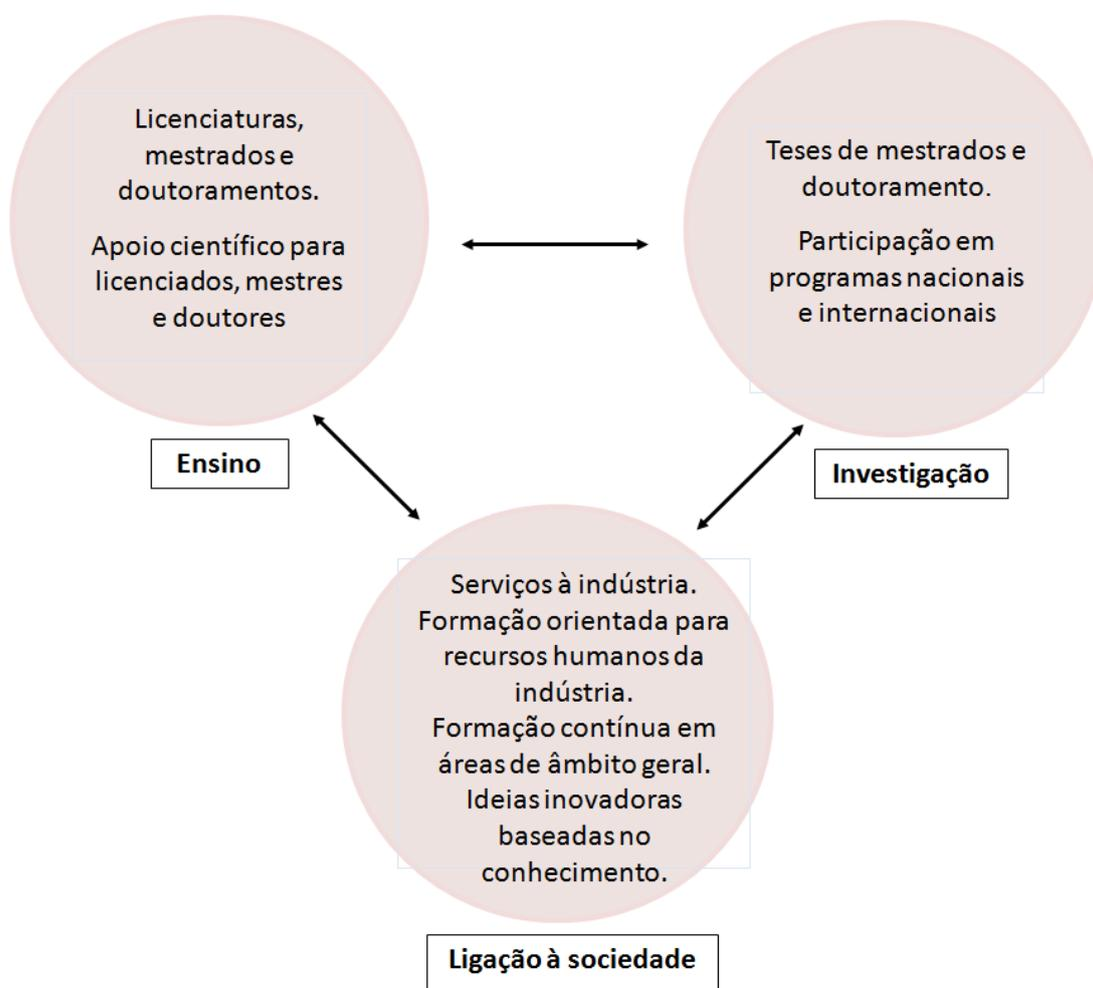 Licenciaturas,
mestrados e
doutoramentos.
Apoio científico para
licenciados, mestres
e doutores
Ensino
Teses de mestrados e
doutoramento.
Participação em
programas nacionais
e internacionais
Investigação
Serviços à indústria.
Formação orientada para
recursos humanos da
indústria.
Formação contínua em
áreas de âmbito geral.
Ideias inovadoras
baseadas no
conhecimento.
Ligação à sociedade